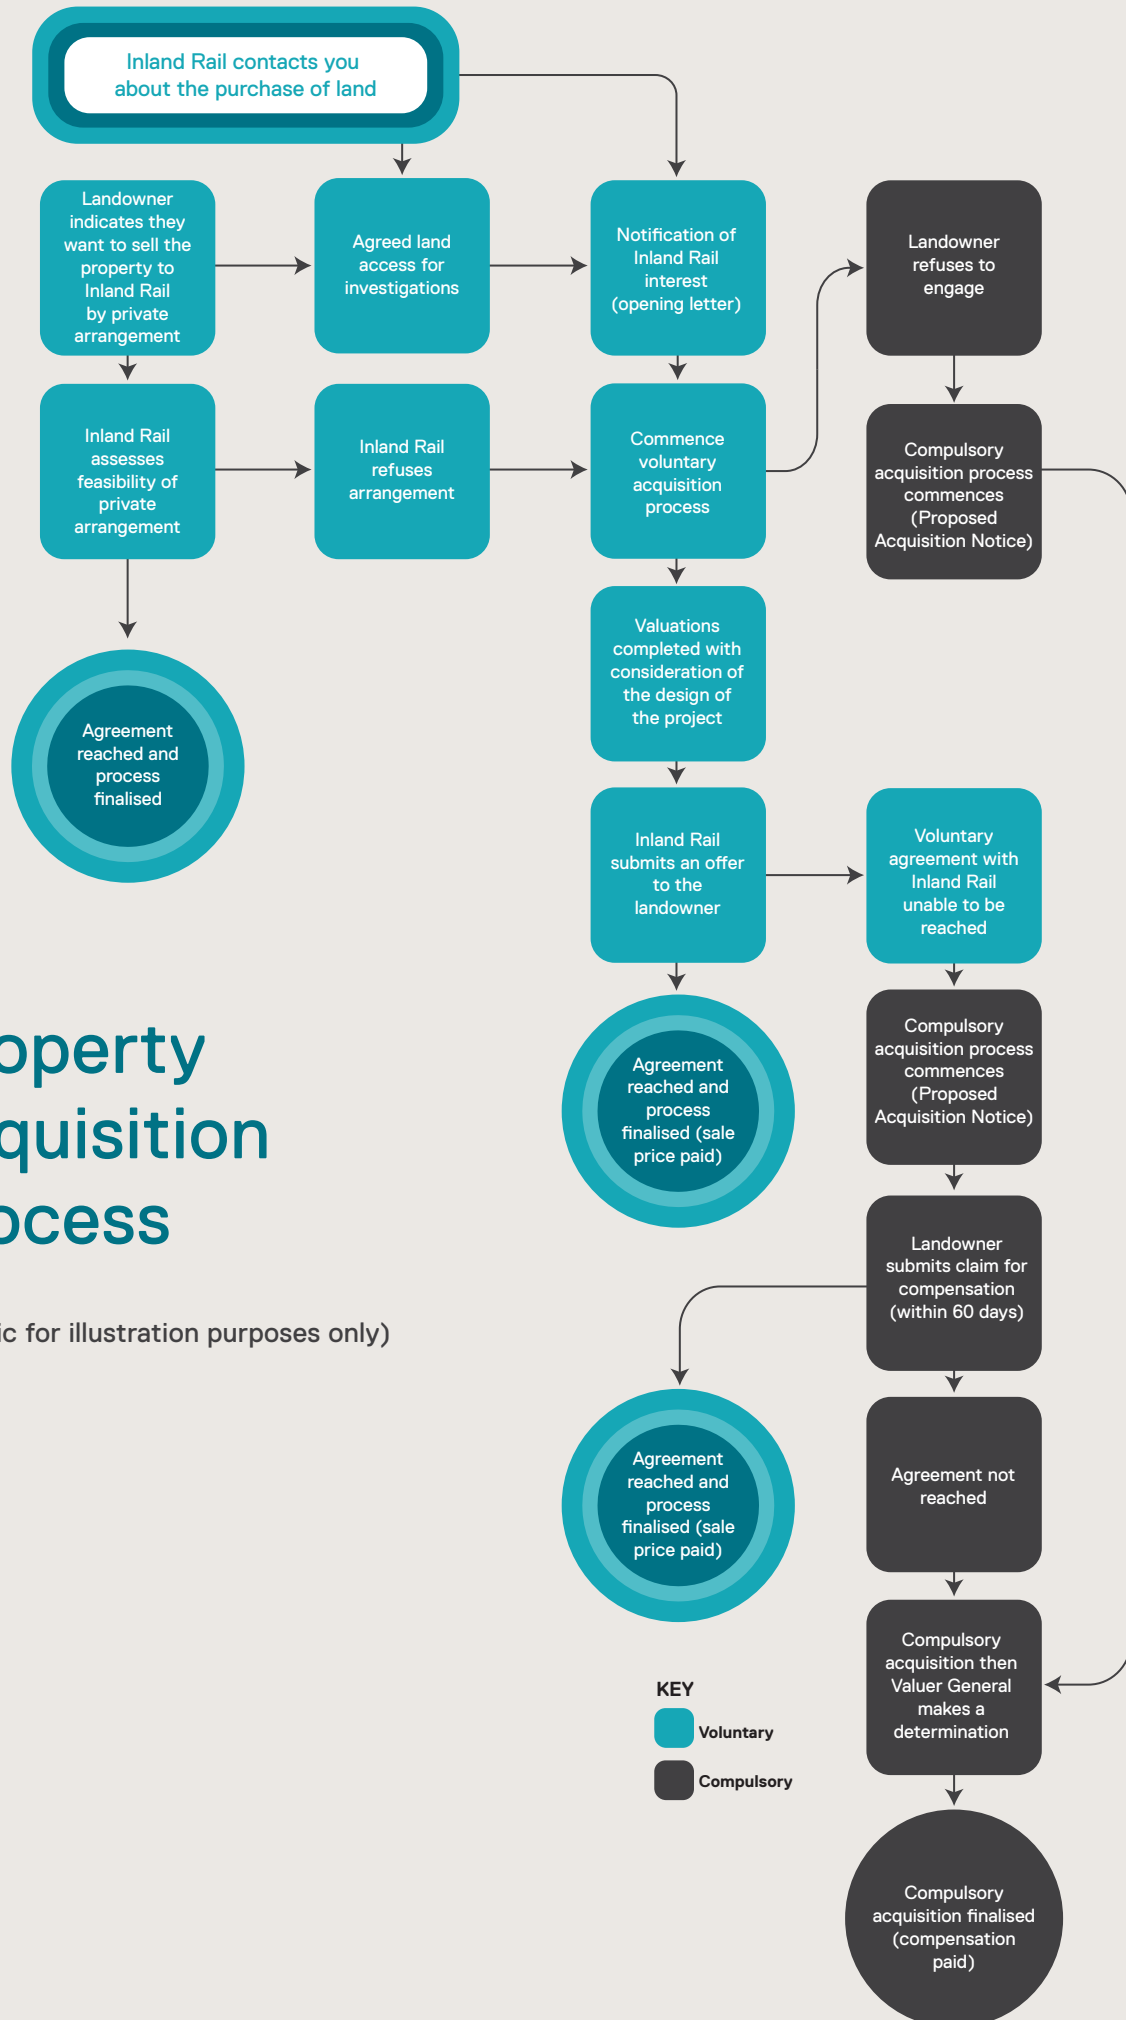 Inland Rail contacts you
about the purchase of land
Landowner
indicates they
want to sell the
property to
Inland Rail
by private
arrangement
Agreed land
access for
investigations
Notification of
Inland Rail
interest
(opening letter)
Landowner
refuses to
engage
Inland Rail
assesses
feasibility of
private
arrangement
Inland Rail
refuses
arrangement
Commence
voluntary
acquisition
process
Compulsory
acquisition process
commences
(Proposed
Acquisition Notice)
Valuations
completed with
consideration of
the design of
the project
Agreement
reached and
process
finalised
Inland Rail
submits an offer
to the
landowner
Voluntary
agreement with
Inland Rail
unable to be
reached
Agreement
reached and
process
finalised (sale
price paid)
Compulsory
acquisition process
commences
(Proposed
Acquisition Notice)
operty
quisition
ocess
ic for illustration purposes only)
Landowner
submits claim for
compensation
(within 60 days)
Agreement
reached and
process
finalised (sale
price paid)
Agreement not
reached
Compulsory
acquisition then
Valuer General
makes a
determination
KEY
Voluntary
Compulsory
Compulsory
acquisition finalised
(compensation
paid)